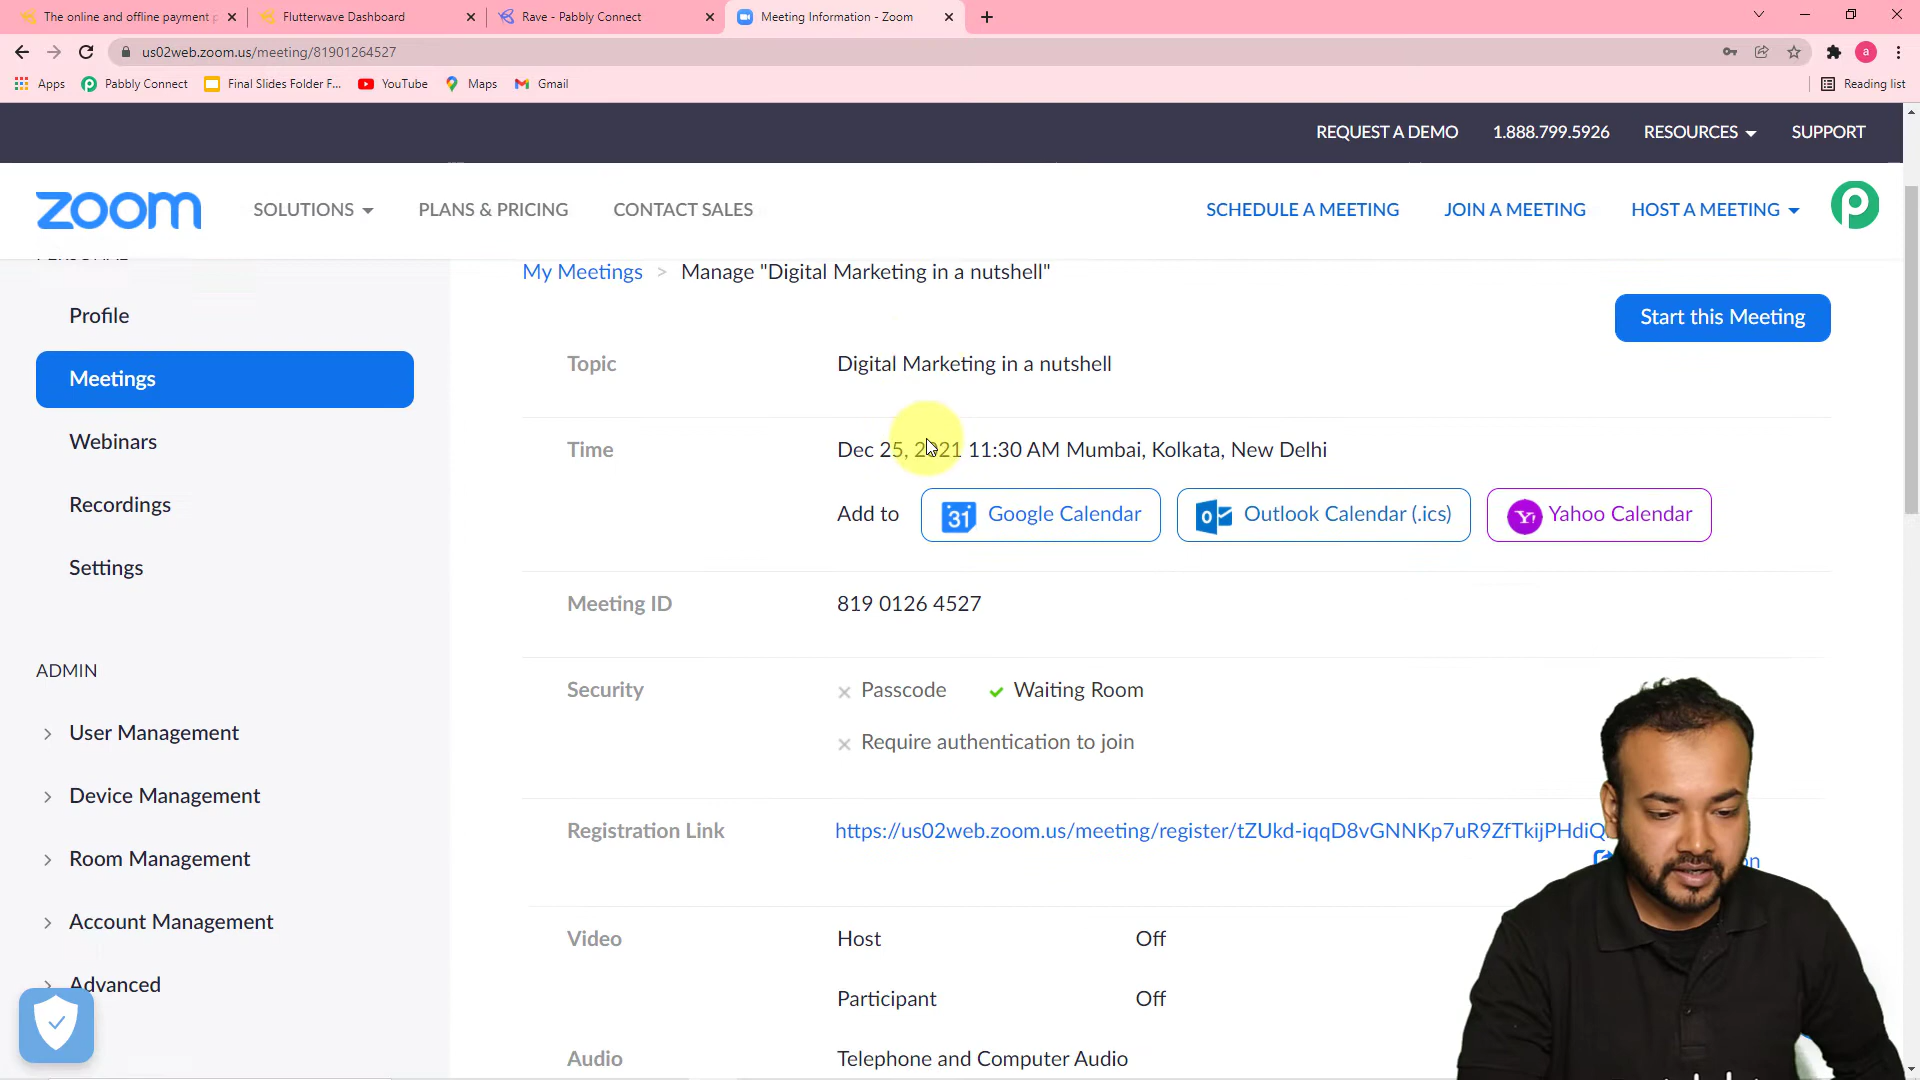 The online and offline payment p
Flutterwave Dashboard
Rave - Pabbly Connect
Meeting Information - Zoom
us02web.zoom.us/meeting/81901264527
a
Apps
Pabbly Connect
Final Slides Folder F...
YouTube
Maps
Gmail
Reading list
REQUEST A DEMO
1.888.799.5926
RESOURCES
SUPPORT
zoom
SOLUTIONS
PLANS & PRICING
CONTACT SALES
SCHEDULE A MEETING
JOIN A MEETING
HOST A MEETING
My Meetings > Manage "Digital Marketing in a nutshell"
Profile
Start this Meeting
Topic
Digital Marketing in a nutshell
Meetings
Webinars
Time
Dec 25, 2021 11:30 AM Mumbai, Kolkata, New Delhi
Recordings
Add to
31
Google Calendar
Outlook Calendar (.ics)
Yahoo Calendar
Settings
Meeting ID
819 0126 4527
ADMIN
Security
Passcode
Waiting Room
User Management
Require authentication to join
Device Management
Registration Link
https://us02web.zoom.us/meeting/register/tZUkd-iqqD8vGNNKp7uR9ZfTkijPHdiQ
Room Management
Account Management
Video
Host
Off
Advanced
Participant
Off
Audio
Telephone and Computer Audio